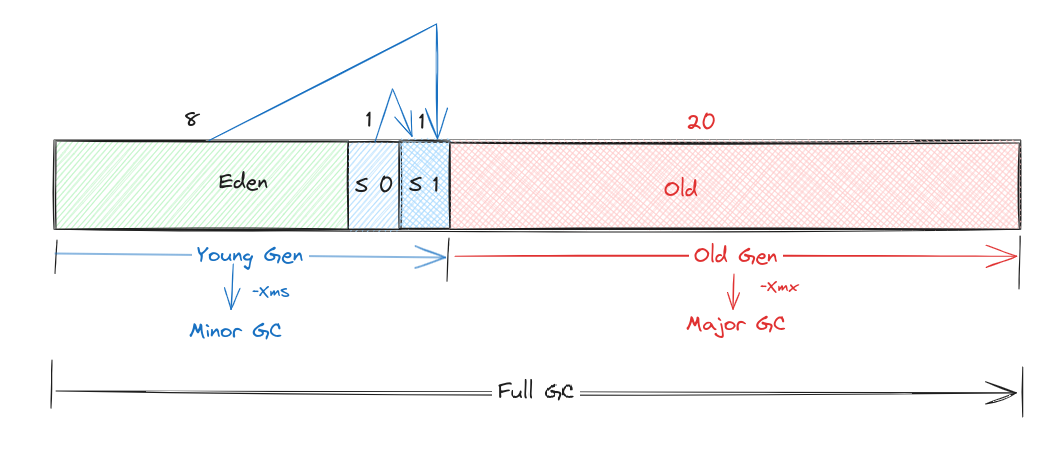 8
1
1
20
Eden
S 0
S 1
Old
Young Gen
Old Gen
-Xms
-Xmx
Minor GC
Major GC
Full GC